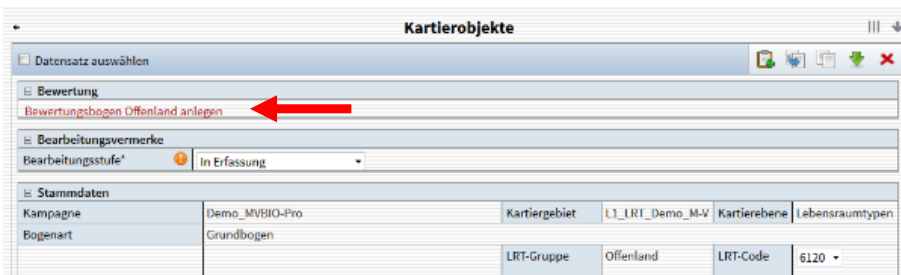 Kartierobjekte
Datensatz auswählen
Bewertung
Bewertungsbogen Offenland anlegen
Bearbeitungsvermerke
Bearbeitungsstufe* In Erfassung
Stammdaten
Kampagne Demo_MVBIO-Pro Kartiergebiet L1_LRT_Demo_M-V Kartierebene Lebensraumtypen
Bogenart Grundbogen
LRT-Gruppe Offenland LRT-Code 6120